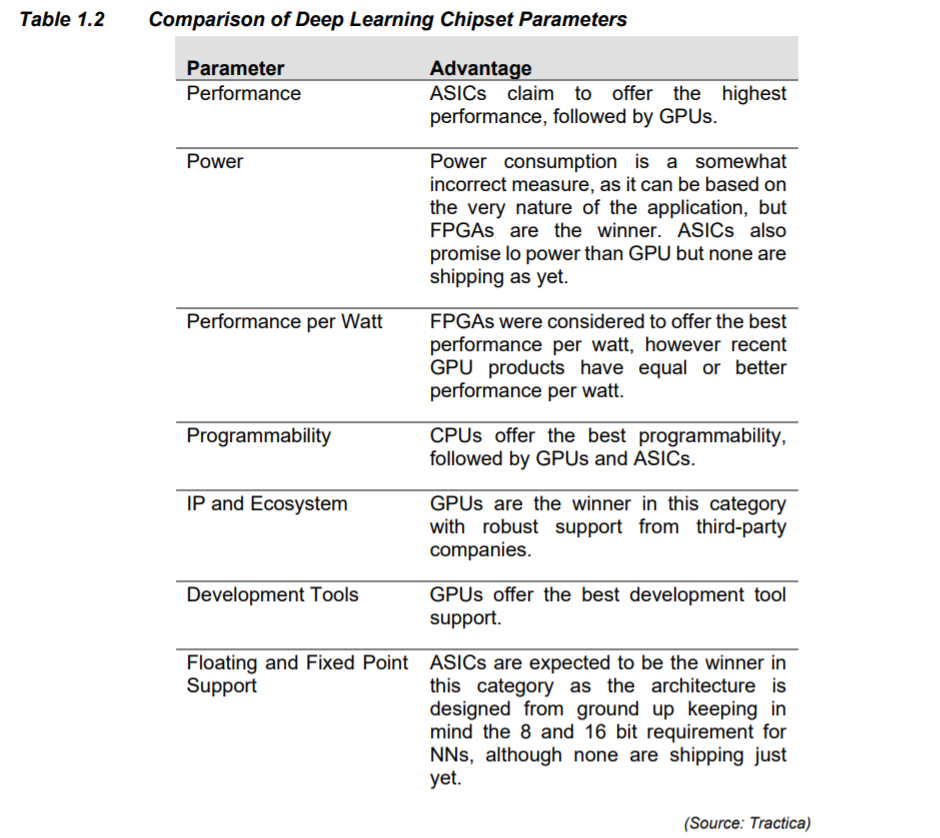 Table 1.2 Comparison of Deep Learning Chipset Parameters
Parameter Advantage
Performance ASICs claim to offer the highest
performance, followed by GPUs.
Power Power consumption is a somewhat
incorrect measure, as it can be based on
the very nature of the application, but
FPGAs are the winner. ASICs also
promise lo power than GPU but none are
shipping as yet.
Performance per Watt FPGAs were considered to offer the best
performance per watt, however recent
GPU products have equal or better
performance per watt.
Programmability CPUs offer the best programmability,
followed by GPUs and ASICs.
IP and Ecosystem GPUs are the winner in this category
with robust support from third-party
companies.
Development Tools GPUs offer the best development tool
support.
Floating and Fixed Point ASICs are expected to be the winner in
Support this category as the architecture is
designed from ground up keeping in
mind the 8 and 16 bit requirement for
NNs, although none are shipping just
yet.
(Source: Tractica)